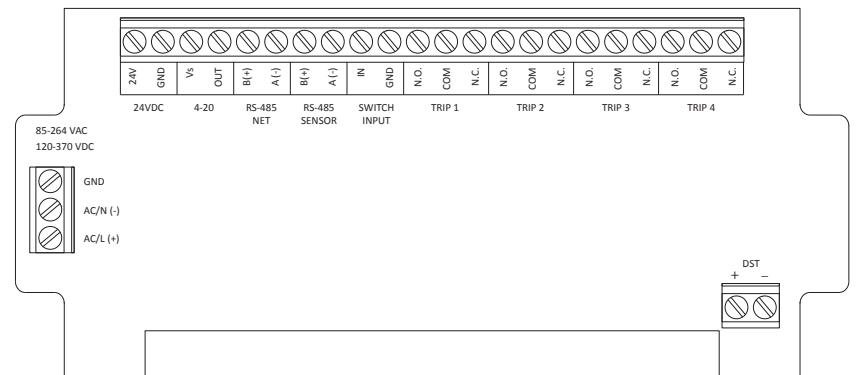 24V GND Vs OUT B(+) A (-) B(+) A (-) IN GND N.O. COM N.C. N.O. COM N.C. N.O. COM N.C. N.O. COM N.C.
24VDC 4-20 RS-485 RS-485 SWITCH TRIP 1 TRIP 2 TRIP 3 TRIP 4
NET SENSOR INPUT
85-264 VAC
120-370 VDC
GND
AC/N (-)
AC/L (+)
DST
+ –